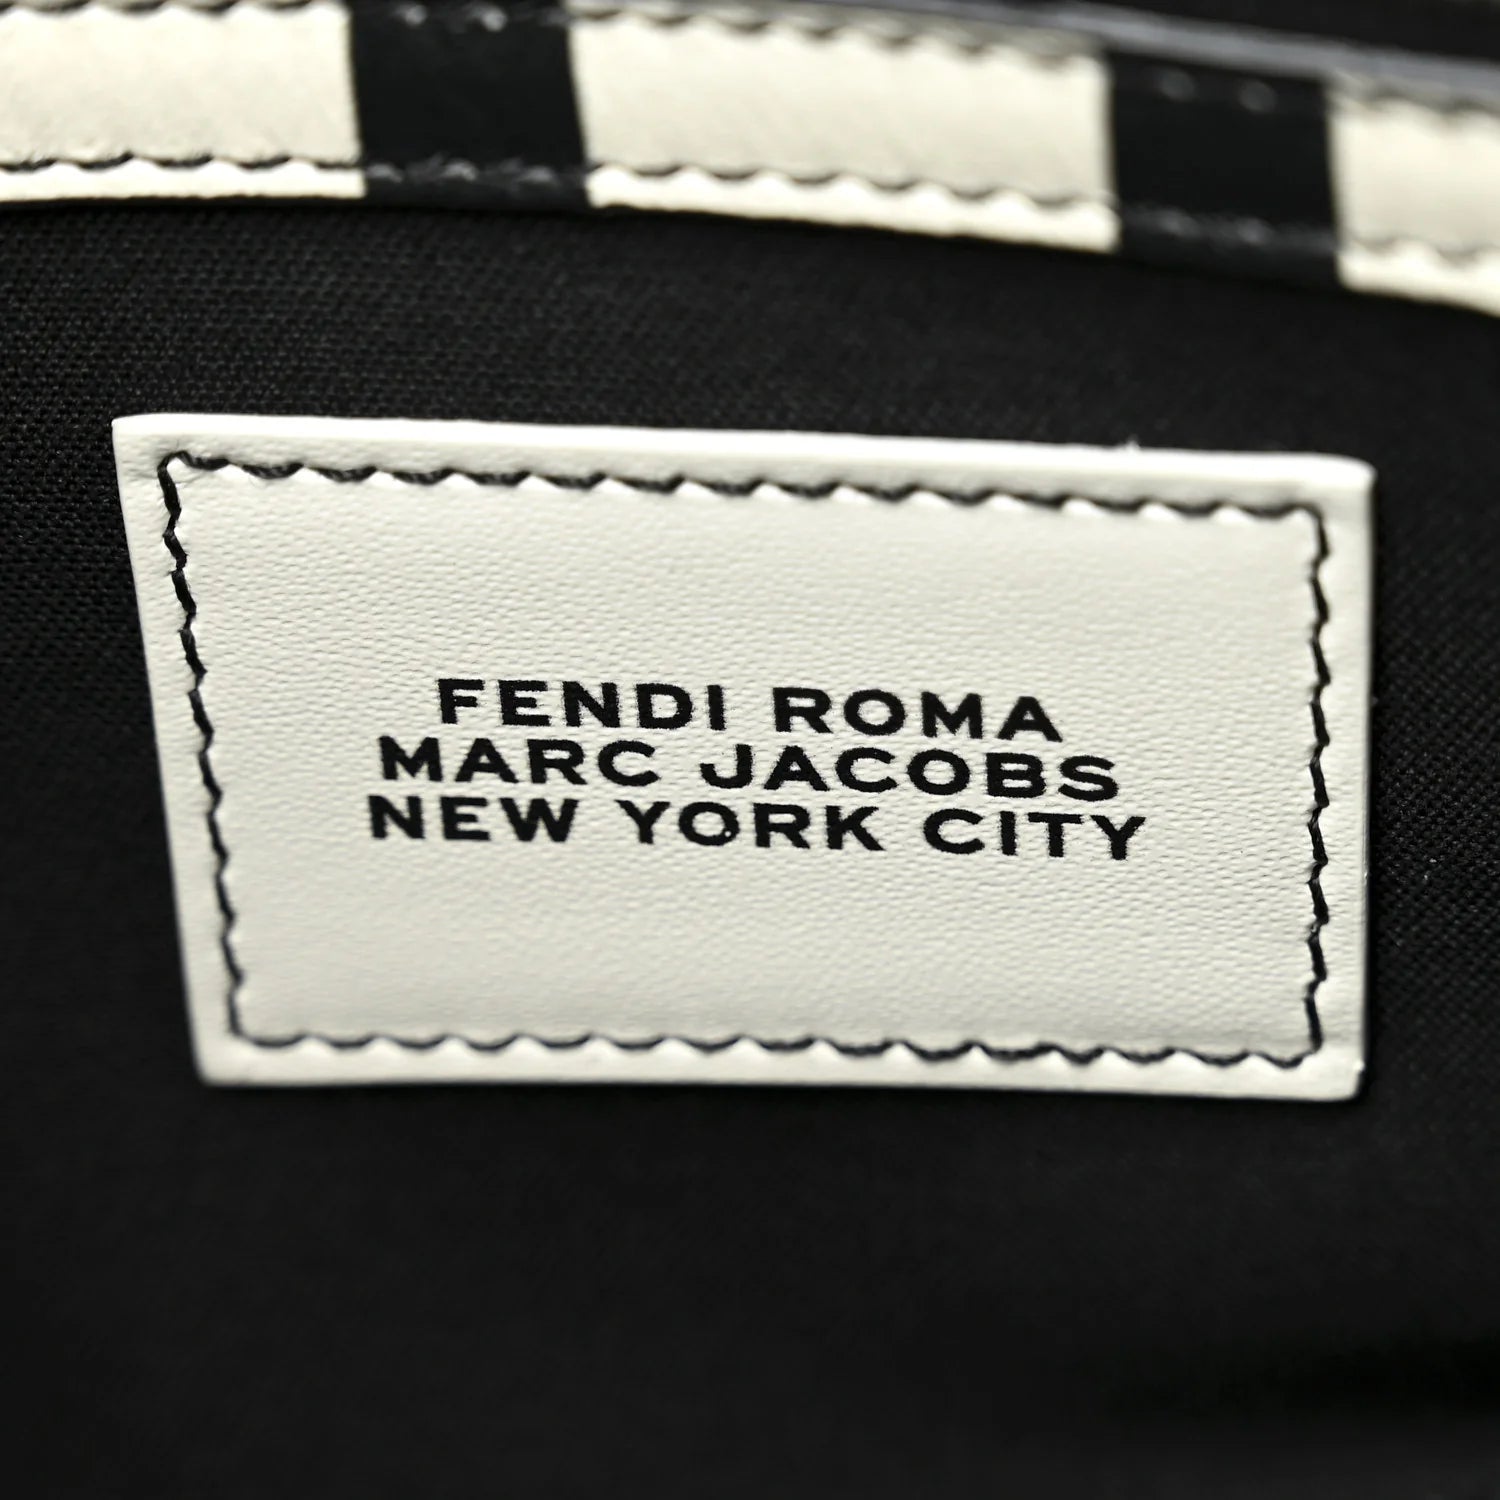 FENDI ROMA
MARC JACOBS
NEW YORK CITY